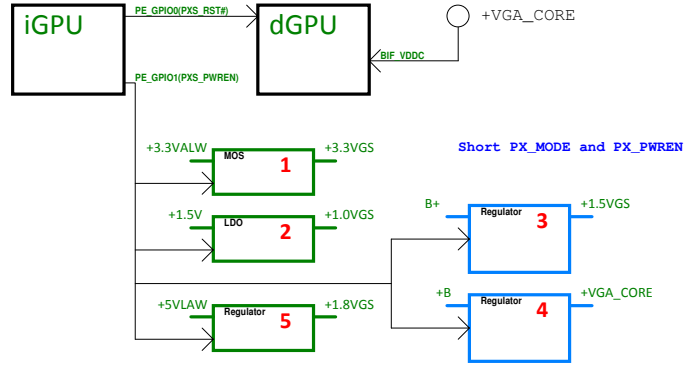 iGPU
PE_GPIO0(PXS_RST#)
dGPU
+VGA_CORE
BIF_VDDC
PE_GPIO1(PXS_PWREN)
+3.3VALW
MOS
1
+3.3VGS
Short PX_MODE and PX_PWREN
+1.5V
LDO
2
+1.0VGS
B+
Regulator
3
+1.5VGS
+5VLAW
Regulator
5
+1.8VGS
+B
Regulator
4
+VGA_CORE